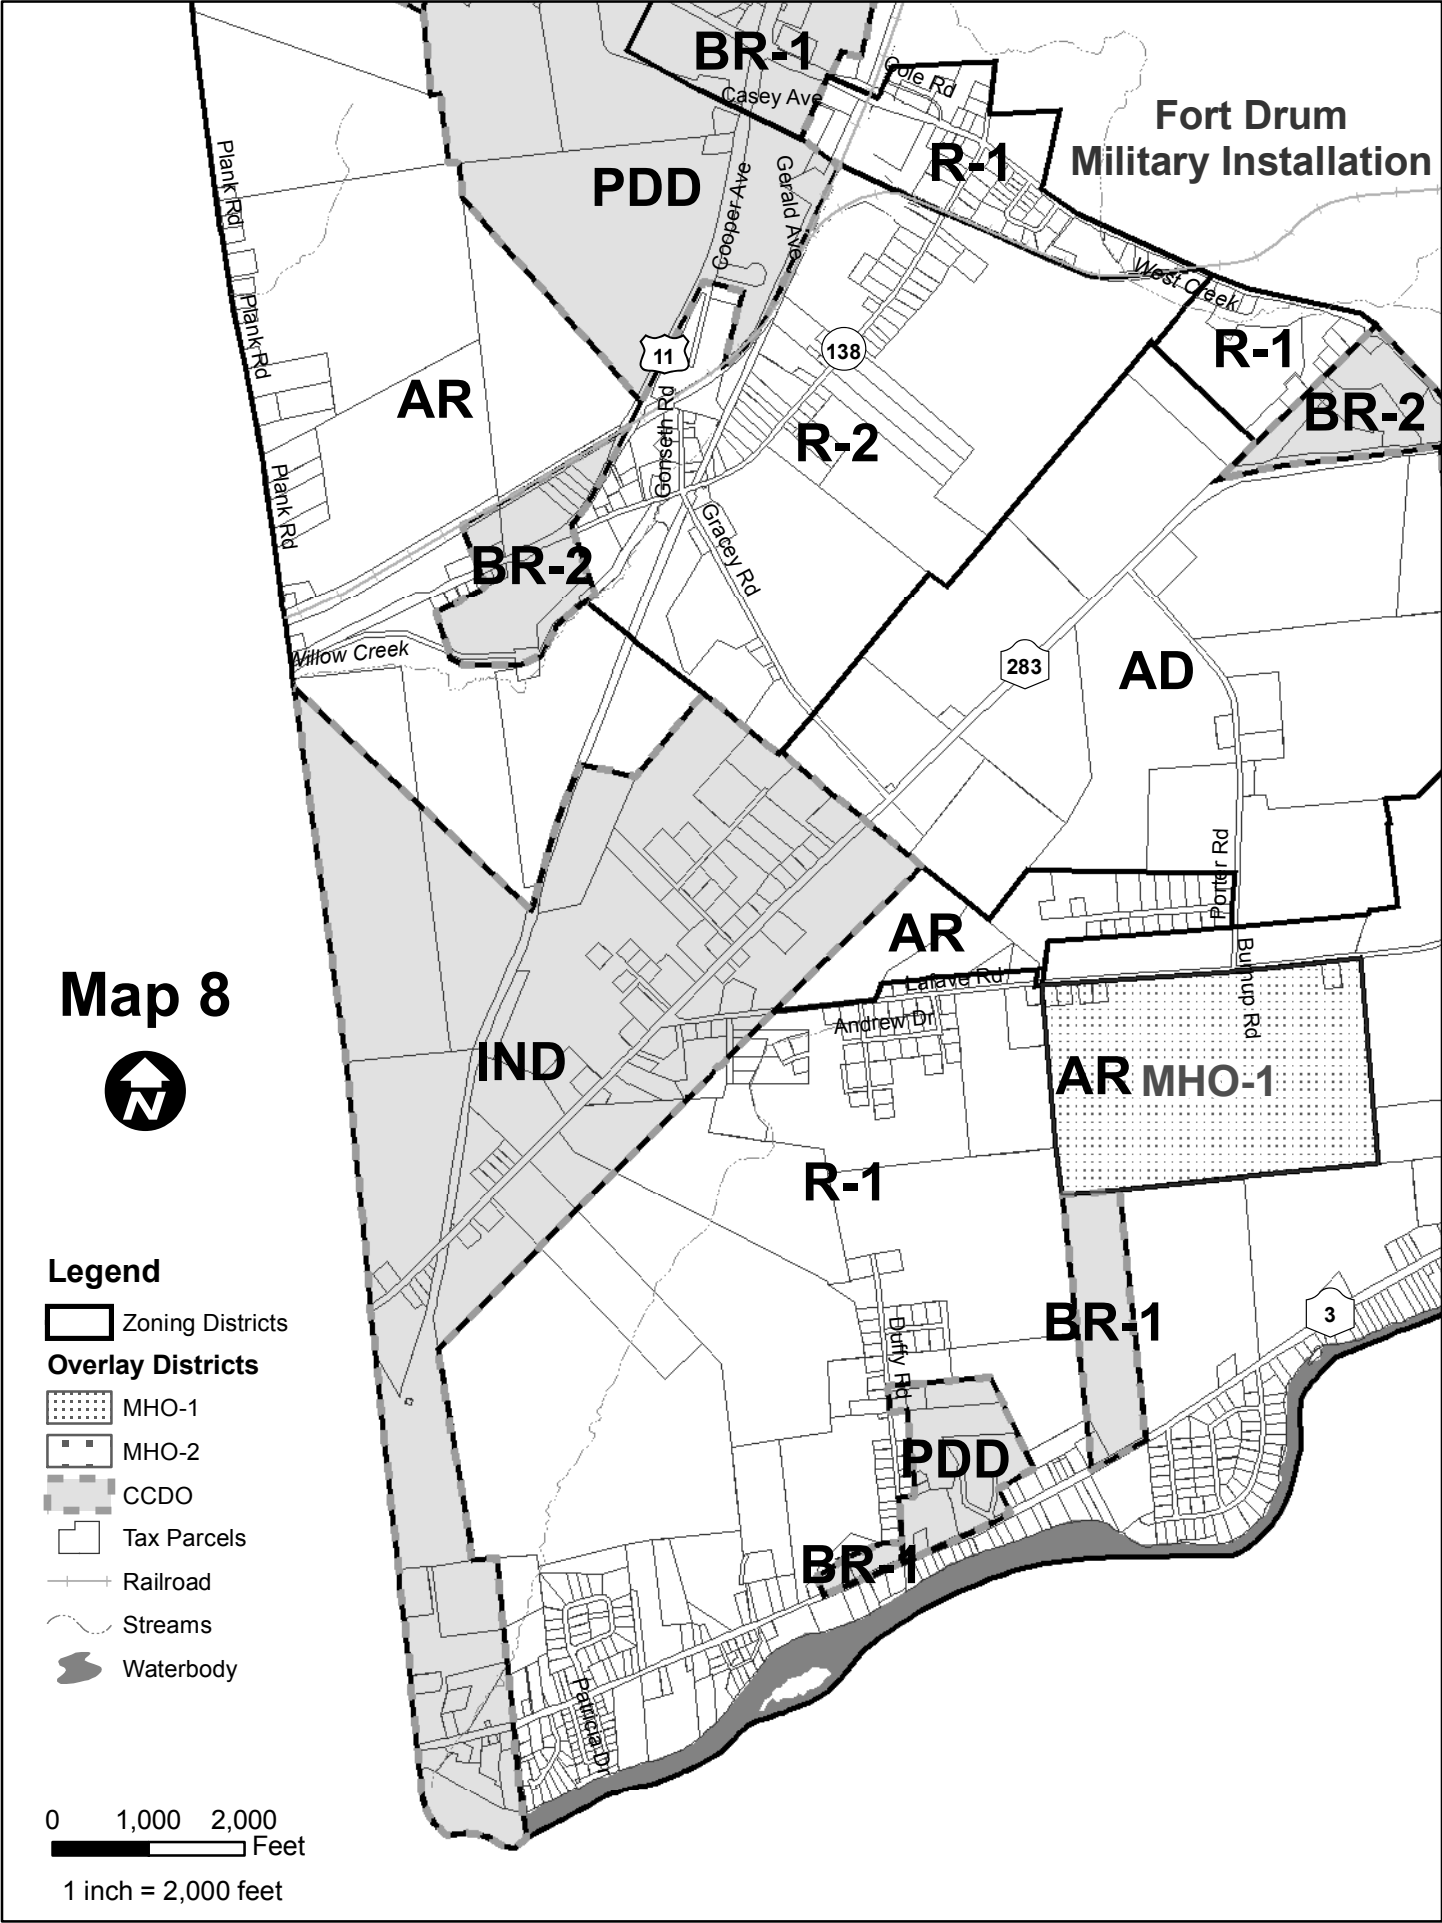 BR-1
Cole Rd
Casey Ave
Fort Drum
Military Installation
R-1
Plank Rd
PDD
Cooper Ave
Gerald Ave
West Creek
Plank Rd
11
138
R-1
AR
Gonseth Rd
R-2
BR-2
Plank Rd
Gracey Rd
BR-2
Willow Creek
283
AD
Porter Rd
AR
Lafave Rd
Burnup Rd
Map 8
Andrew Dr
N
IND
AR
MHO-1
R-1
Legend
Zoning Districts
Overlay Districts
MHO-1
MHO-2
CCDO
Tax Parcels
Railroad
Streams
Waterbody
BR-1
3
Duffy Rd
PDD
BR-1
Patricia Dr
0 1,000 2,000
Feet
1 inch = 2,000 feet